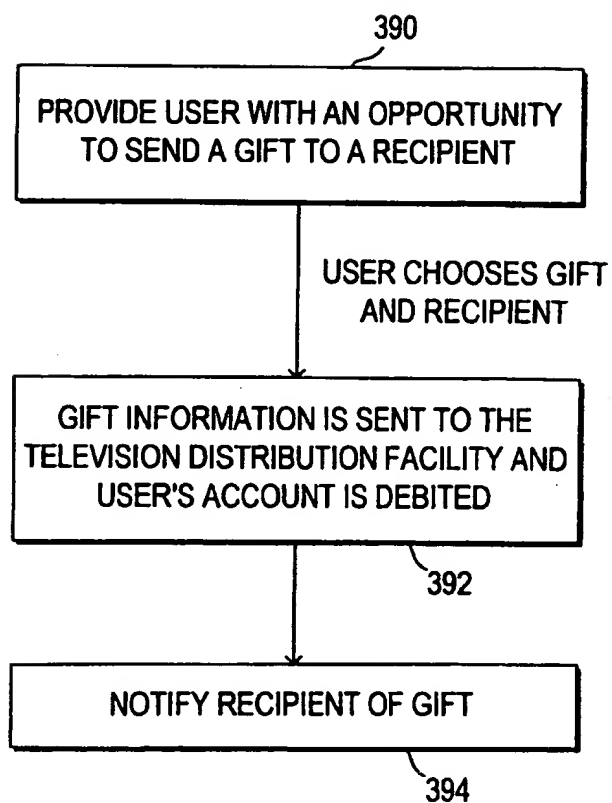 390
PROVIDE USER WITH AN OPPORTUNITY
TO SEND A GIFT TO A RECIPIENT
USER CHOOSES GIFT
AND RECIPIENT
GIFT INFORMATION IS SENT TO THE
TELEVISION DISTRIBUTION FACILITY AND
USER'S ACCOUNT IS DEBITED
392
NOTIFY RECIPIENT OF GIFT
394